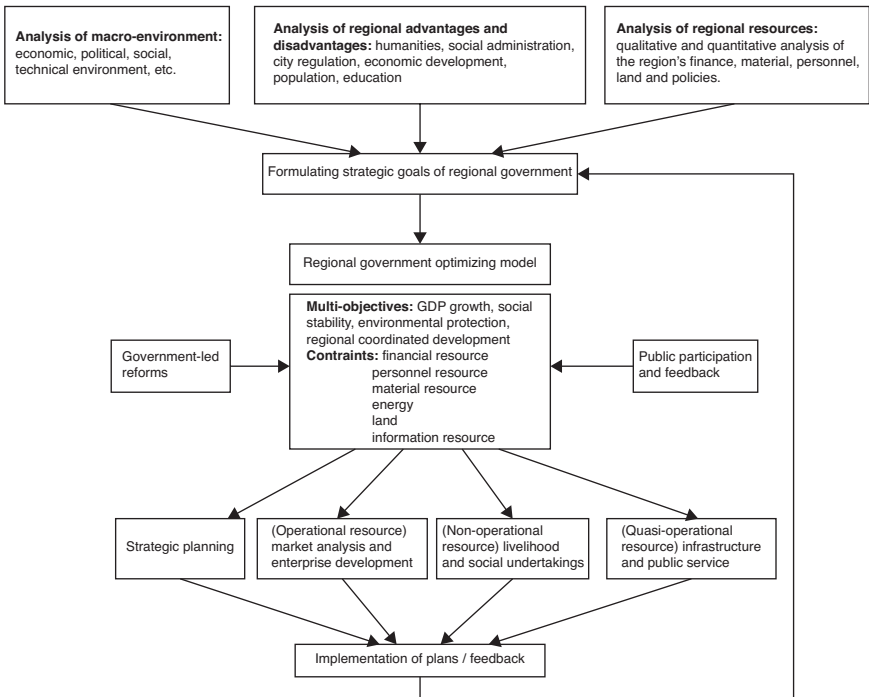 Analysis of macro-environment:
economic, political, social,
technical environment, etc.
Analysis of regional advantages and
disadvantages: humanities, social administration,
city regulation, economic development,
population, education
Analysis of regional resources:
qualitative and quantitative analysis of
the region's finance, material, personnel,
land and policies.
Formulating strategic goals of regional government
Regional government optimizing model
Multi-objectives: GDP growth, social
stability, environmental protection,
regional coordinated development
Contraints: financial resource
personnel resource
material resource
energy
land
information resource
Government-led
reforms
Public participation
and feedback
Strategic planning
(Operational resource)
market analysis and
enterprise development
(Non-operational
resource) livelihood
and social undertakings
(Quasi-operational
resource) infrastructure
and public service
Implementation of plans / feedback